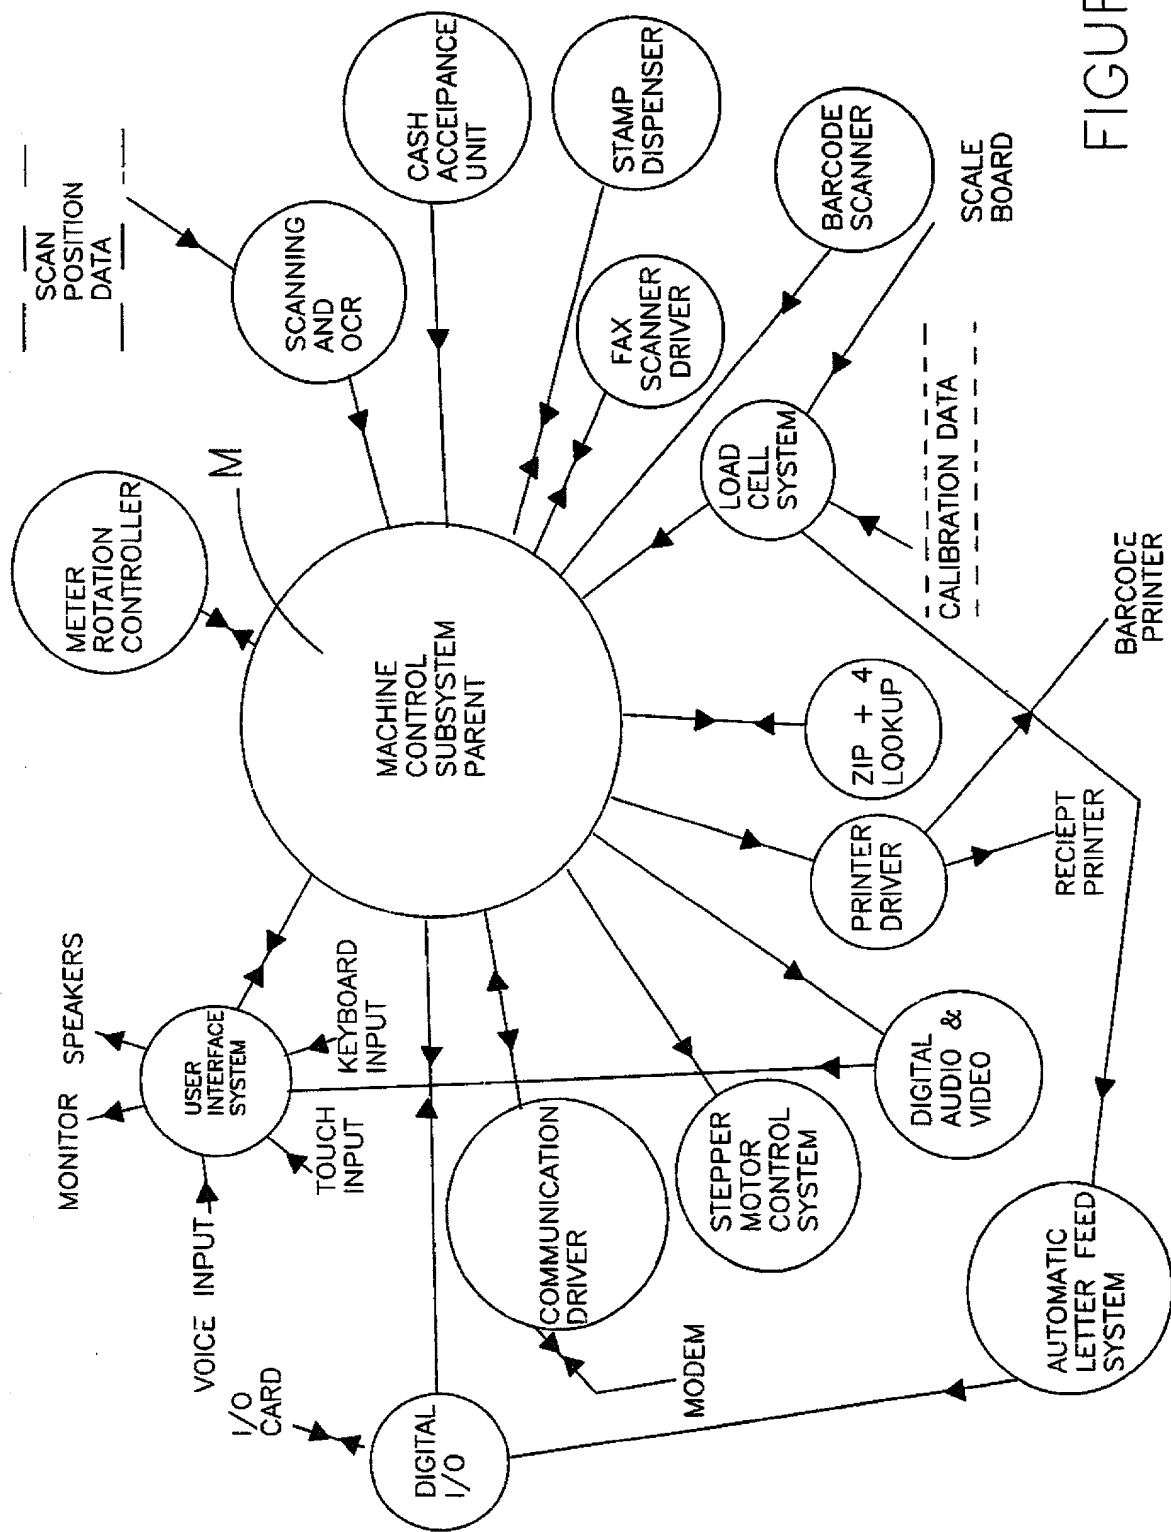 SCAN
POSITION
DATA
SCANNING
AND
OCR
CASH
ACCEIPANCE
UNIT
STAMP
DISPENSER
FAX
SCANNER
DRIVER
BARCODE
SCANNER
SCALE
BOARD
LOAD
CELL
SYSTEM
CALIBRATION DATA
METER
ROTATION
CONTROLLER
M
MACHINE
CONTROL
SUBSYSTEM
PARENT
ZIP + 4
LOOKUP
BARCODE
PRINTER
PRINTER
DRIVER
RECIEPT
PRINTER
MONITOR
SPEAKERS
USER
INTERFACE
SYSTEM
KEYBOARD
INPUT
TOUCH
INPUT
VOICE INPUT
I/O
CARD
DIGITAL
I/O
COMMUNICATION
DRIVER
MODEM
STEPPER
MOTOR
CONTROL
SYSTEM
DIGITAL
AUDIO &
VIDEO
AUTOMATIC
LETTER FEED
SYSTEM
FIGUR